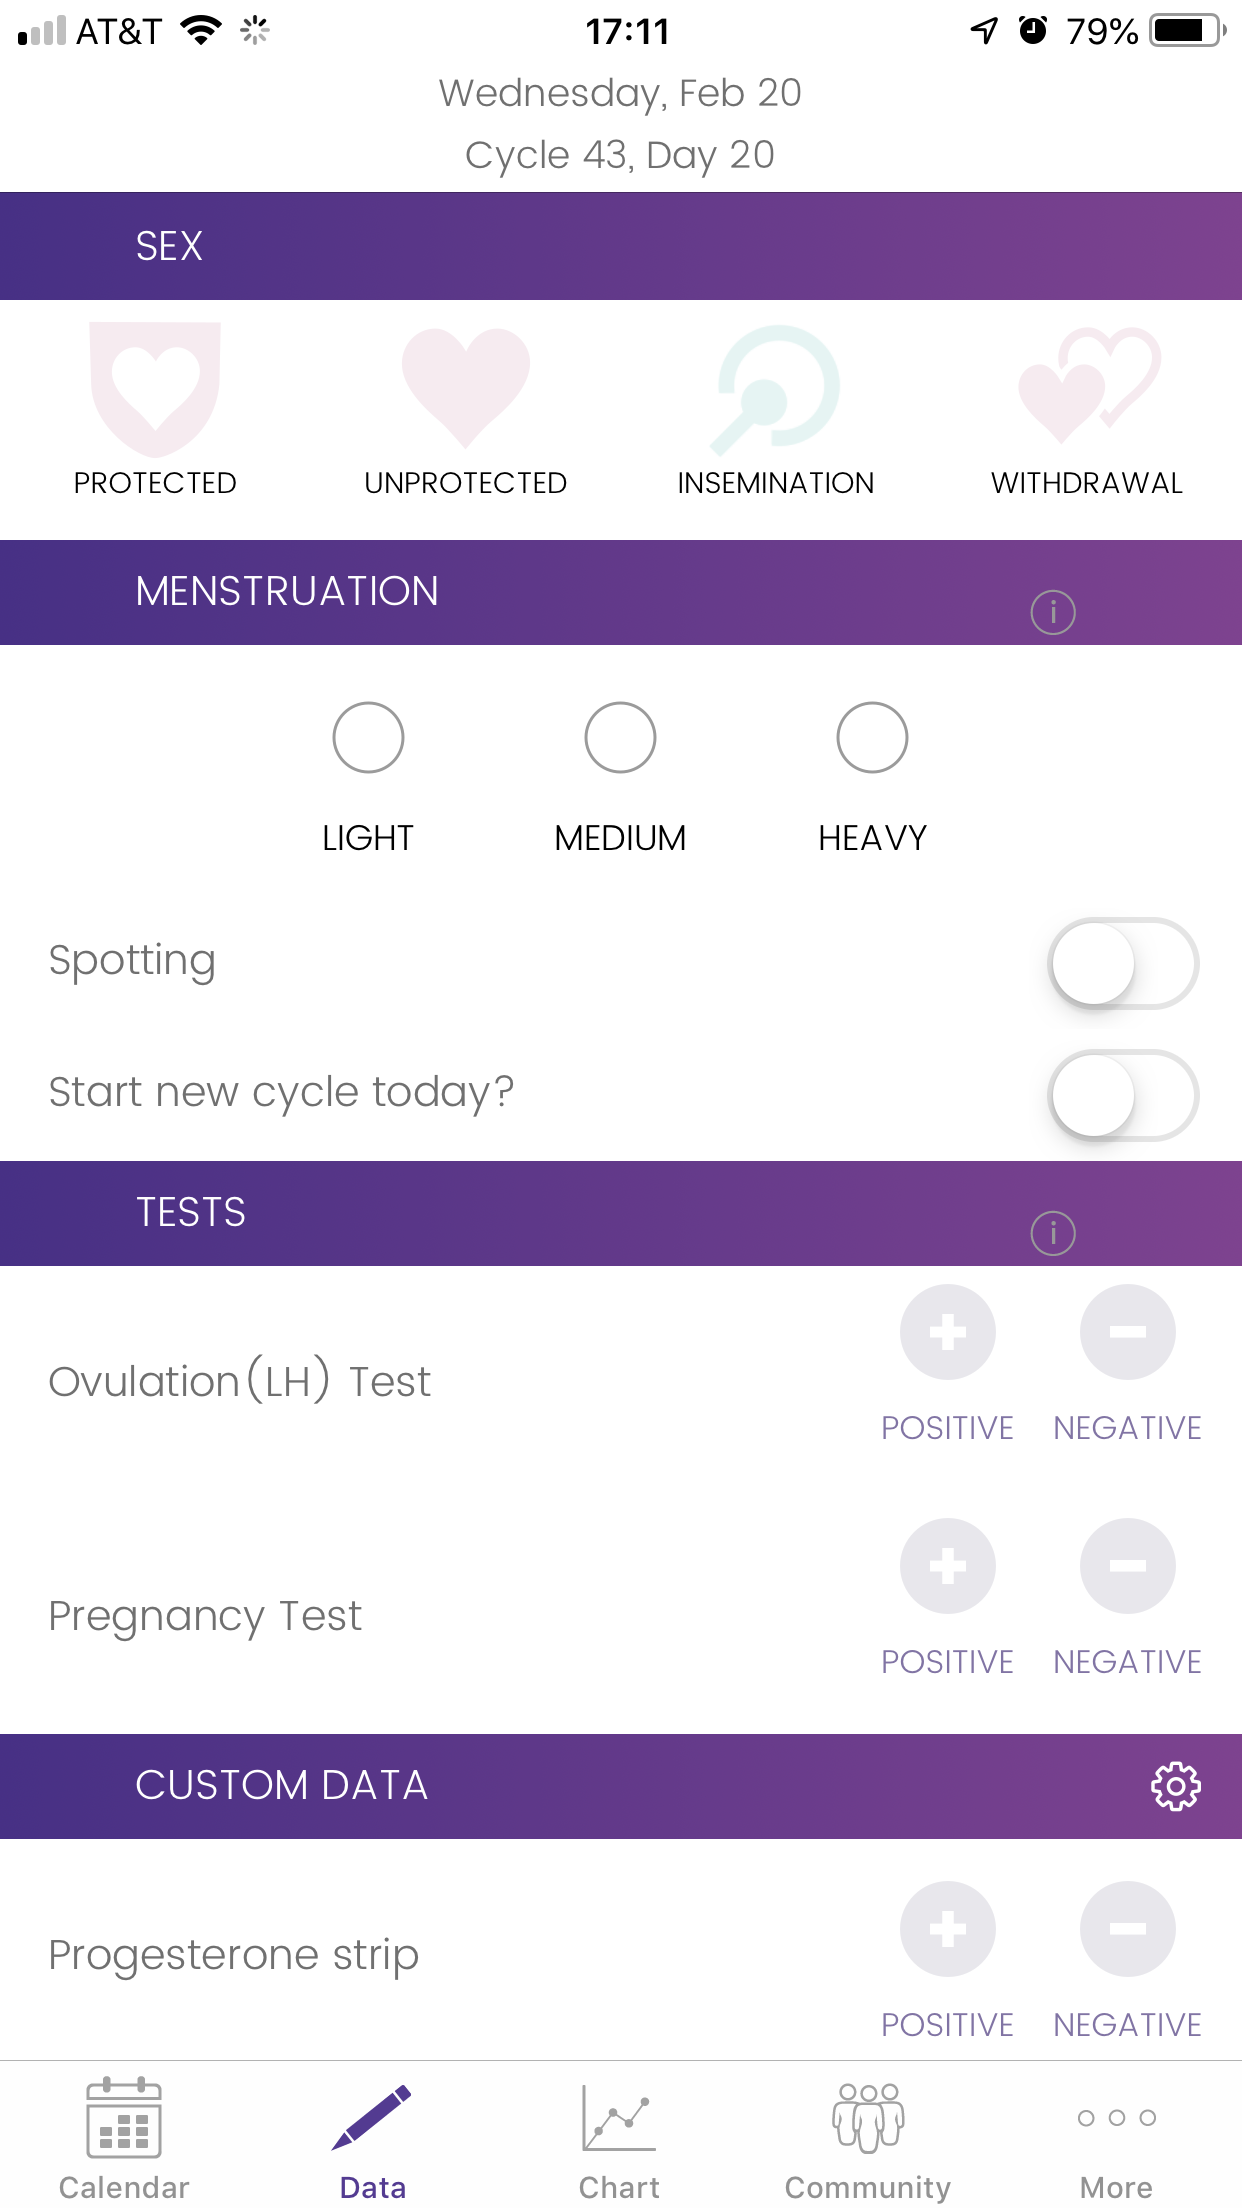 AT&T 17:11 79%
Wednesday, Feb 20
Cycle 43, Day 20
SEX
PROTECTED UNPROTECTED INSEMINATION WITHDRAWAL
MENSTRUATION i
LIGHT MEDIUM HEAVY
Spotting
Start new cycle today?
TESTS i
Ovulation(LH) Test
POSITIVE NEGATIVE
Pregnancy Test
POSITIVE NEGATIVE
CUSTOM DATA
Progesterone strip
POSITIVE NEGATIVE
Calendar Data Chart Community More